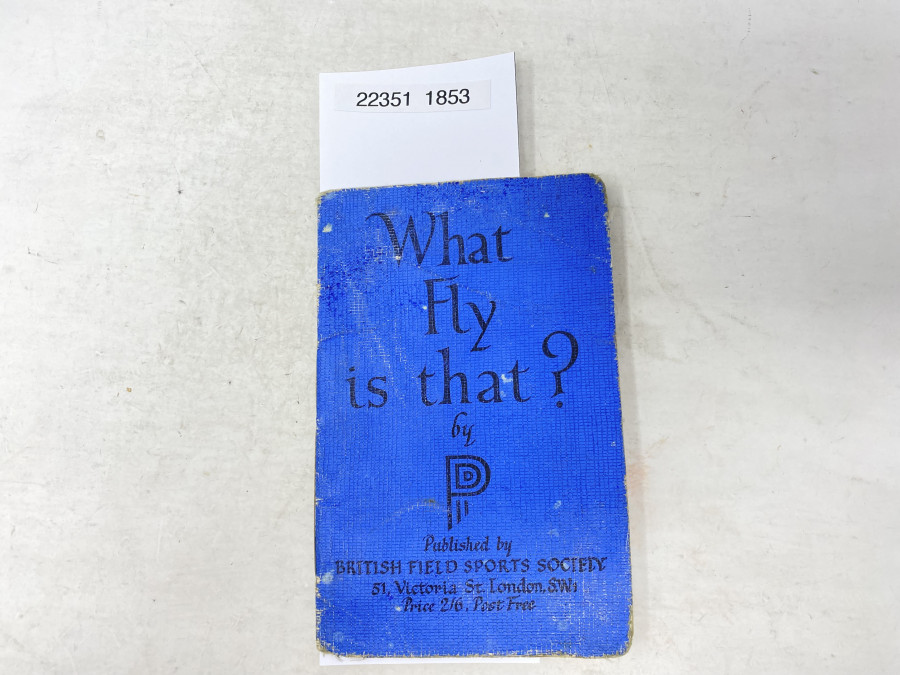 22351 1853
What
Fly
is that?
by
P
Published by
BRITISH FIELD SPORTS SOCIETY
51, Victoria St. London. S.W.1
Price 2/6. Post Free